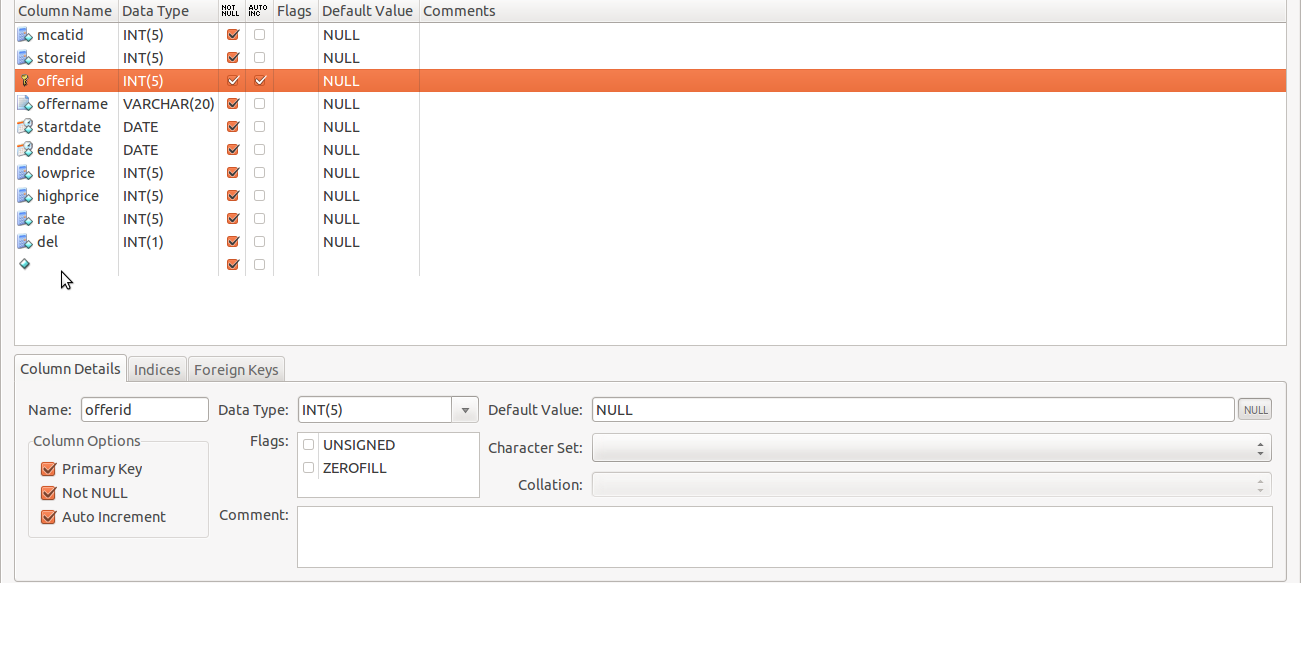 Column Name Data Type NOT NULL AUTO INC Flags Default Value Comments
mcatid INT(5) NULL
storeid INT(5) NULL
offerid INT(5) NULL
offername VARCHAR(20) NULL
startdate DATE NULL
enddate DATE NULL
lowprice INT(5) NULL
highprice INT(5) NULL
rate INT(5) NULL
del INT(1) NULL
Column Details Indices Foreign Keys
Name: offerid Data Type: INT(5) Default Value: NULL NULL
Column Options Flags: UNSIGNED Character Set:
Primary Key ZEROFILL
Not NULL Collation:
Auto Increment Comment: